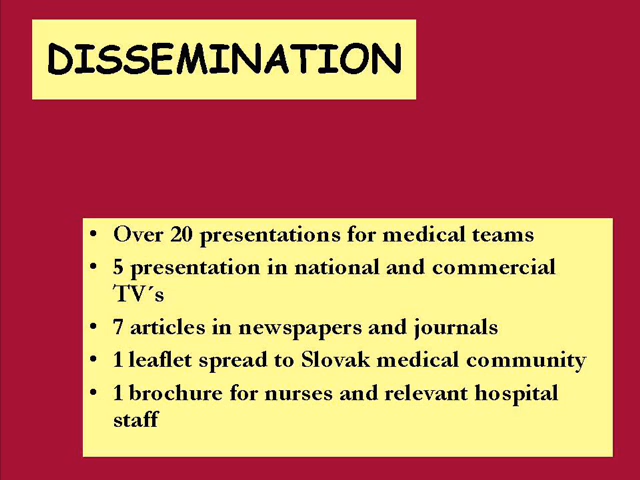 DISSEMINATION
• Over 20 presentations for medical teams
• 5 presentation in national and commercial
TV´s
• 7 articles in newspapers and journals
• 1 leaflet spread to Slovak medical community
• 1 brochure for nurses and relevant hospital
staff